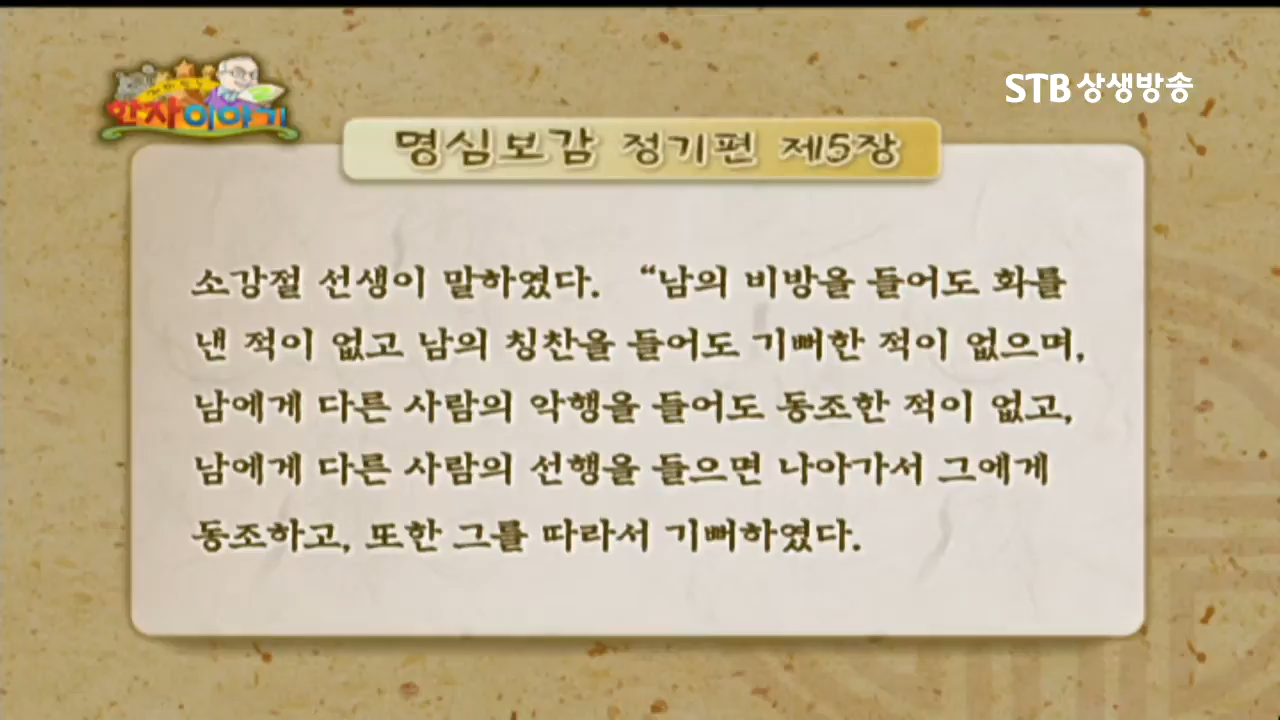 한자이야기
STB 상생방송
명심보감 정기편 제15장
소강절 선생이 말하였다. “남의 비방을 들어도 화를
낸 적이 없고 남의 칭찬을 들어도 기뻐한 적이 없으며,
남에게 다른 사람의 악행을 들어도 동조한 적이 없고,
남에게 다른 사람의 선행을 들으면 나아가서 그에게
동조하고, 또한 그를 따라서 기뻐하였다.